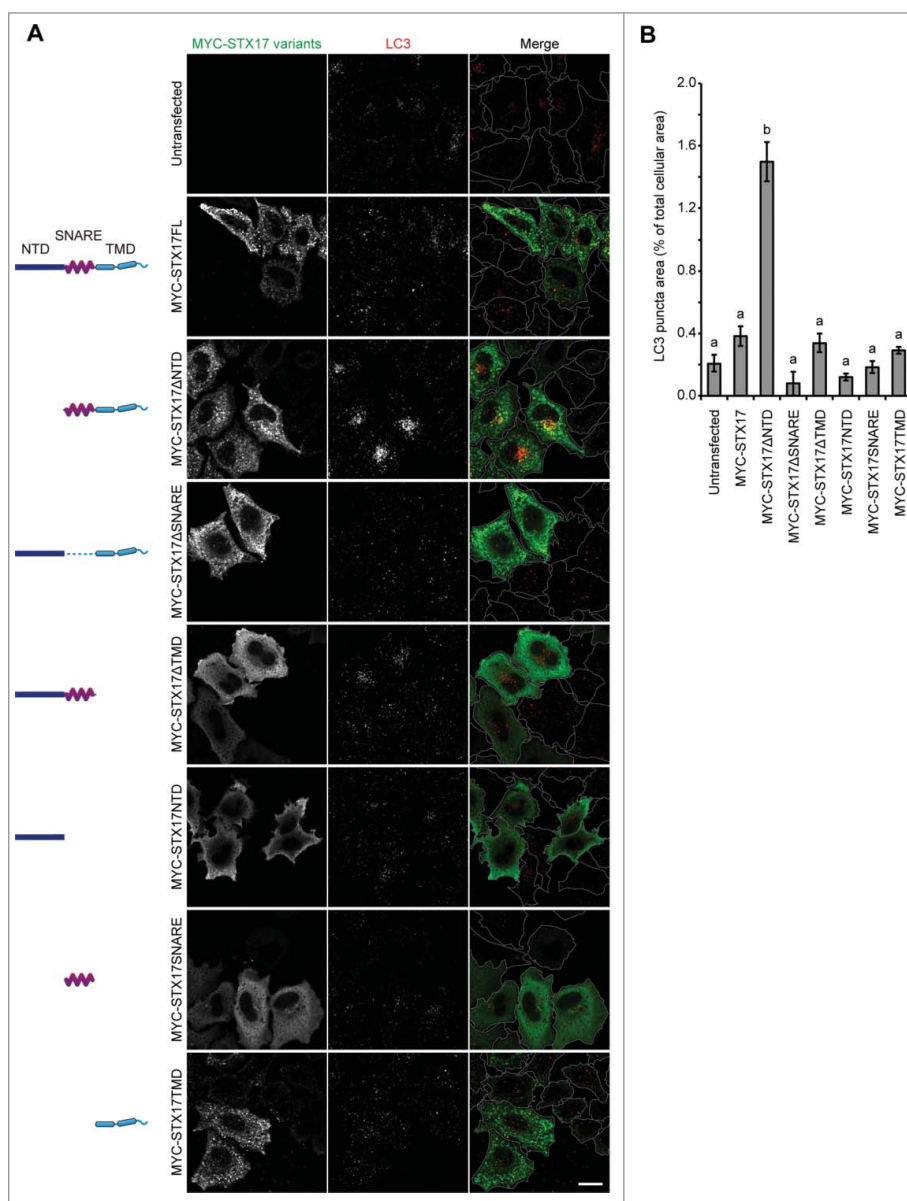 A
MYC-STX17 variants
LC3
Merge
Untransfected
NTD
SNARE
TMD
MYC-STX17FL
MYC-STX17ΔNTD
MYC-STX17ΔSNARE
MYC-STX17ΔTMD
MYC-STX17NTD
MYC-STX17SNARE
MYC-STX17TMD
B
LC3 puncta area (% of total cellular area)
2.0
1.6
1.2
0.8
0.4
0.0
a
a
b
a
a
a
a
a
Untransfected
MYC-STX17
MYC-STX17ΔNTD
MYC-STX17ΔSNARE
MYC-STX17ΔTMD
MYC-STX17NTD
MYC-STX17SNARE
MYC-STX17TMD